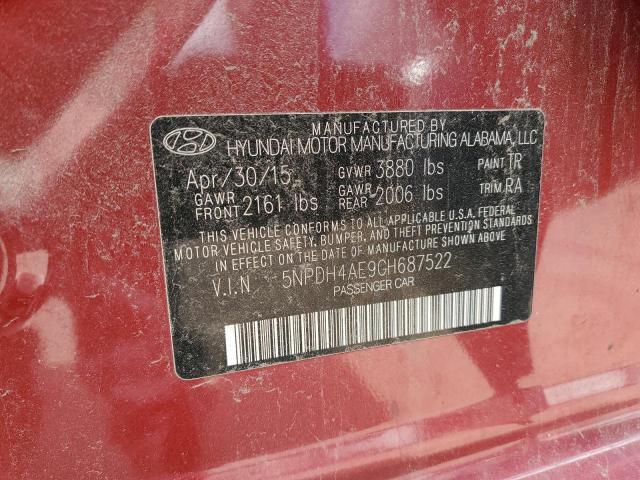 MANUFACTURED BY
HYUNDAI MOTOR MANUFACTURING ALABAMA, LLC
Apr/30/15 GVWR 3880 lbs PAINT TR
GAWR FRONT 2161 lbs GAWR REAR 2006 lbs TRIM RA
THIS VEHICLE CONFORMS TO ALL APPLICABLE U.S.A. FEDERAL
MOTOR VEHICLE SAFETY, BUMPER, AND THEFT PREVENTION STANDARDS
IN EFFECT ON THE DATE OF MANUFACTURE SHOWN ABOVE.
V.I.N 5NPDH4AE9CH687522
PASSENGER CAR